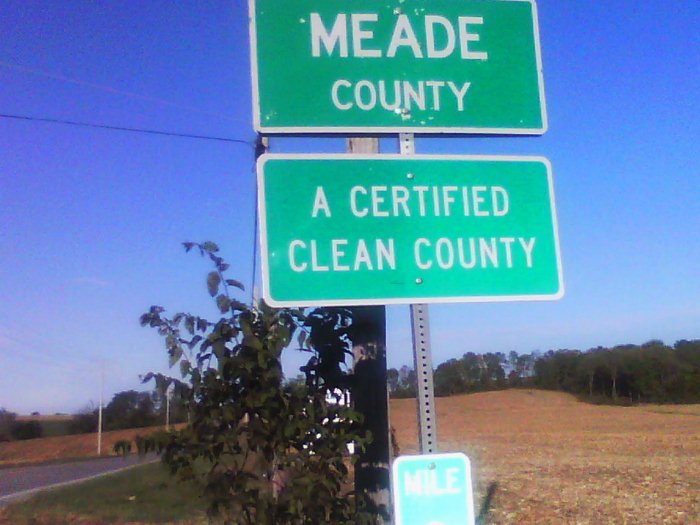 MEADE
COUNTY
A CERTIFIED
CLEAN COUNTY
MILE